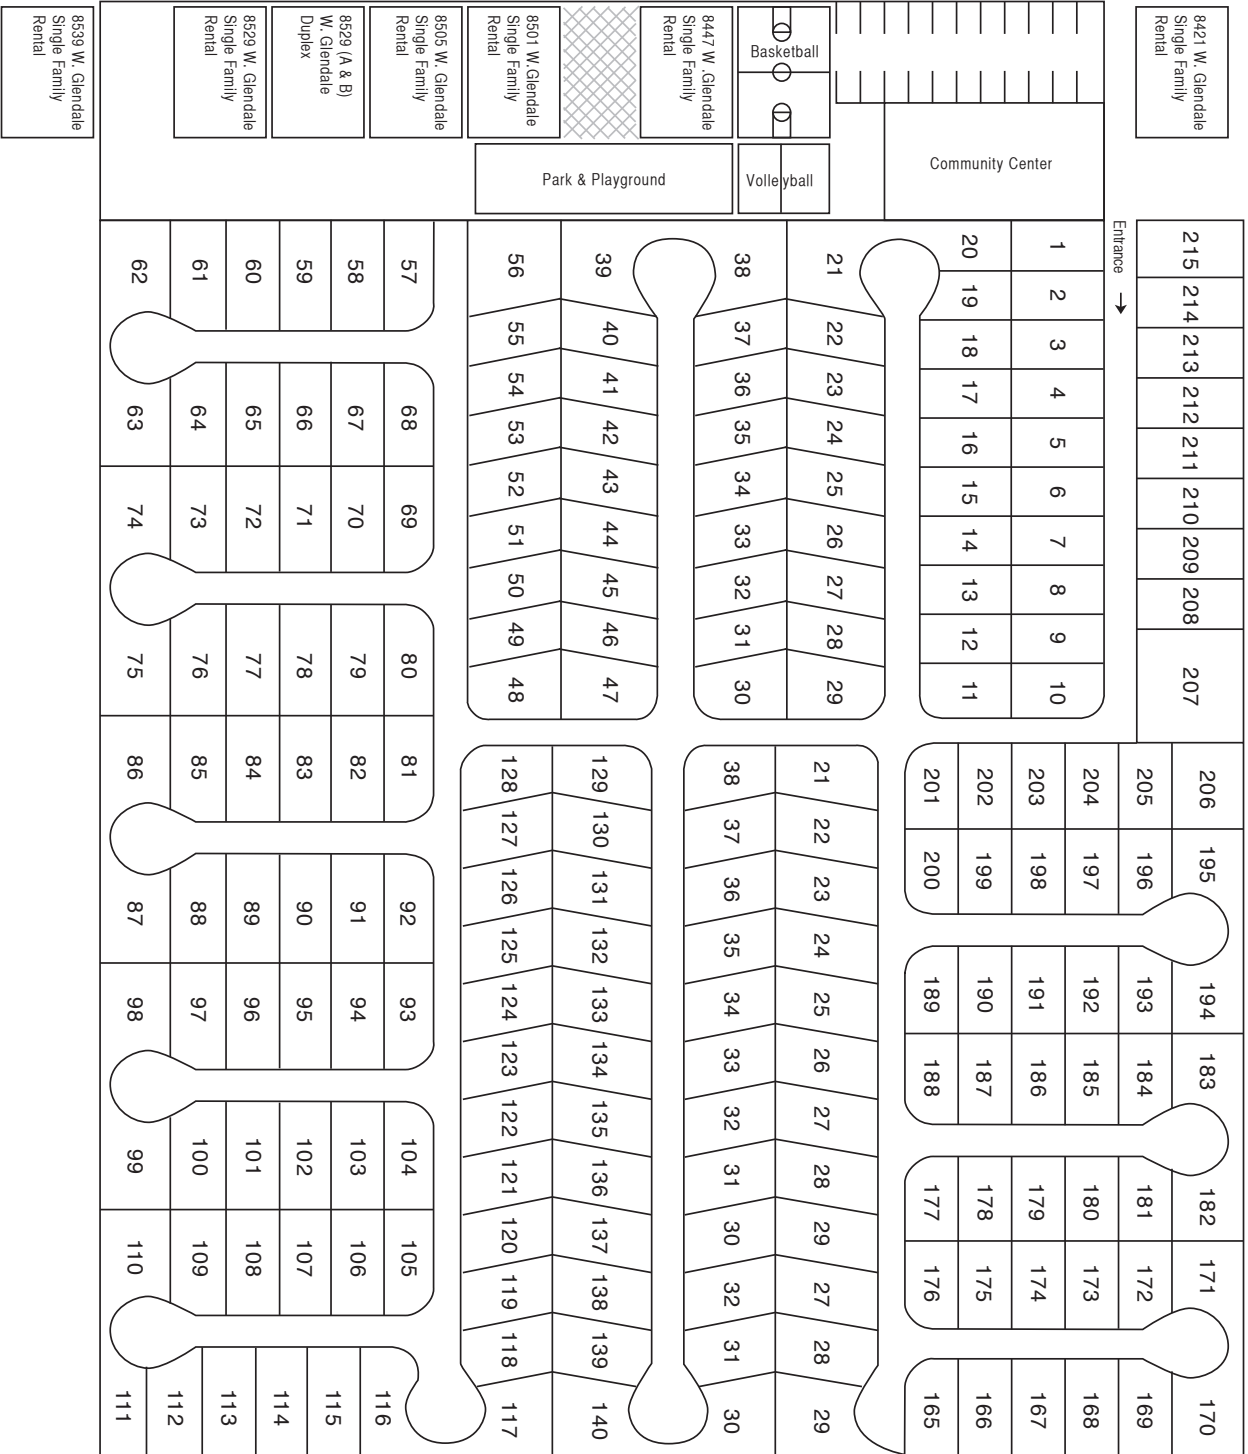 8539 W. Glendale
Single Family
Rental
8529 W. Glendale
Single Family
Rental
8529 (A & B)
W. Glendale
Duplex
8505 W. Glendale
Single Family
Rental
8501 W.Glendale
Single Family
Rental
8447 W .Glendale
Single Family
Rental
Basketball
8421 W. Glendale
Single Family
Rental
Park & Playground
Volleyball
Community Center
Entrance
62 61 60 59 58 57
56 39 38 21 20 1
19 2
55 40 37 22 18 3
54 41 36 23 17 4
53 42 35 24 16 5
52 43 34 25 15 6
51 44 33 26 14 7
50 45 32 27 13 8
49 46 31 28 12 9
48 47 30 29 11 10
215
214
213
212
211
210
209
208
207
63 64 65 66 67 68
74 73 72 71 70 69
75 76 77 78 79 80
86 85 84 83 82 81
87 88 89 90 91 92
98 97 96 95 94 93
99 100 101 102 103 104
110 109 108 107 106 105
111 112 113 114 115 116
128 129 38 21
127 130 37 22
126 131 36 23
125 132 35 24
124 133 34 25
123 134 33 26
122 135 32 27
121 136 31 28
120 137 30 29
119 138 32 27
118 139 31 28
117 140 30 29
201 202 203 204 205 206
200 199 198 197 196 195
189 190 191 192 193 194
188 187 186 185 184 183
177 178 179 180 181 182
176 175 174 173 172 171
165 166 167 168 169 170